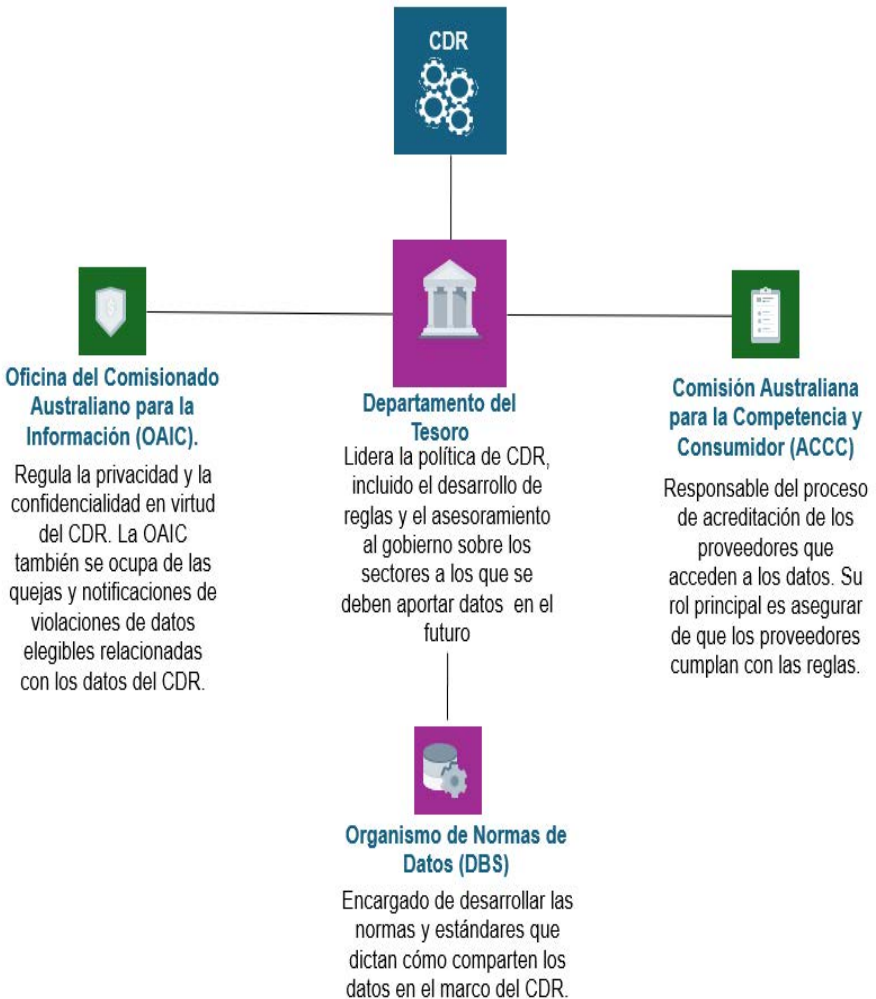 CDR
Oficina del Comisionado
Australiano para la
Información (OAIC).
Regula la privacidad y la
confidencialidad en virtud
del CDR. La OAIC
también se ocupa de las
quejas y notificaciones de
violaciones de datos
elegibles relacionadas
con los datos del CDR.
Departamento del
Tesoro
Lidera la política de CDR,
incluido el desarrollo de
reglas y el asesoramiento
al gobierno sobre los
sectores a los que se
deben aportar datos en el
futuro
Comisión Australiana
para la Competencia y
Consumidor (ACCC)
Responsable del proceso
de acreditación de los
proveedores que
acceden a los datos. Su
rol principal es asegurar
de que los proveedores
cumplan con las reglas.
Organismo de Normas de
Datos (DBS)
Encargado de desarrollar las
normas y estándares que
dictan cómo comparten los
datos en el marco del CDR.